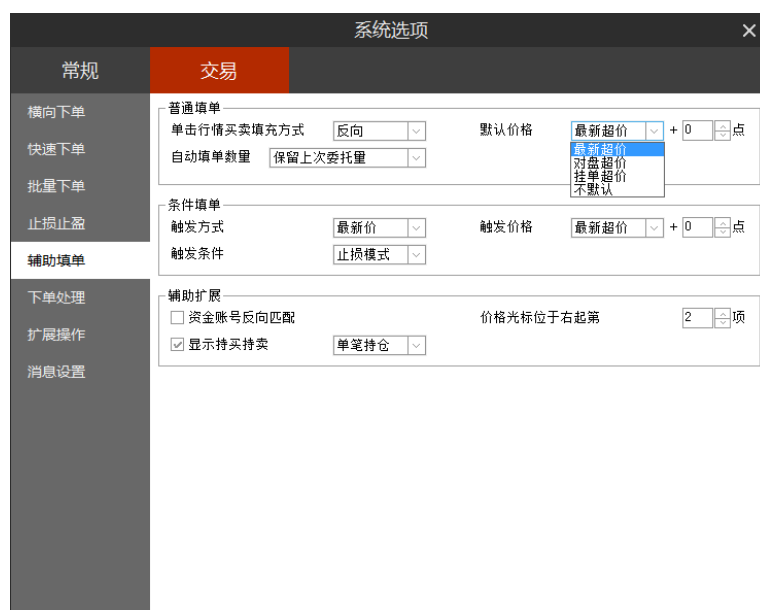 系统选项
常规 交易
横向下单
快速下单
批量下单
止损止盈
辅助填单
下单处理
扩展操作
消息设置
普通填单
单击行情买卖填充方式 反向 默认价格 最新超价 + 0 点
自动填单数量 保留上次委托量
最新超价
对盘超价
挂单超价
不默认
条件填单
触发方式 最新价 触发价格 最新超价 + 0 点
触发条件 止损模式
辅助扩展
资金账号反向匹配 价格光标位于右起第 2 项
显示持买持卖 单笔持仓